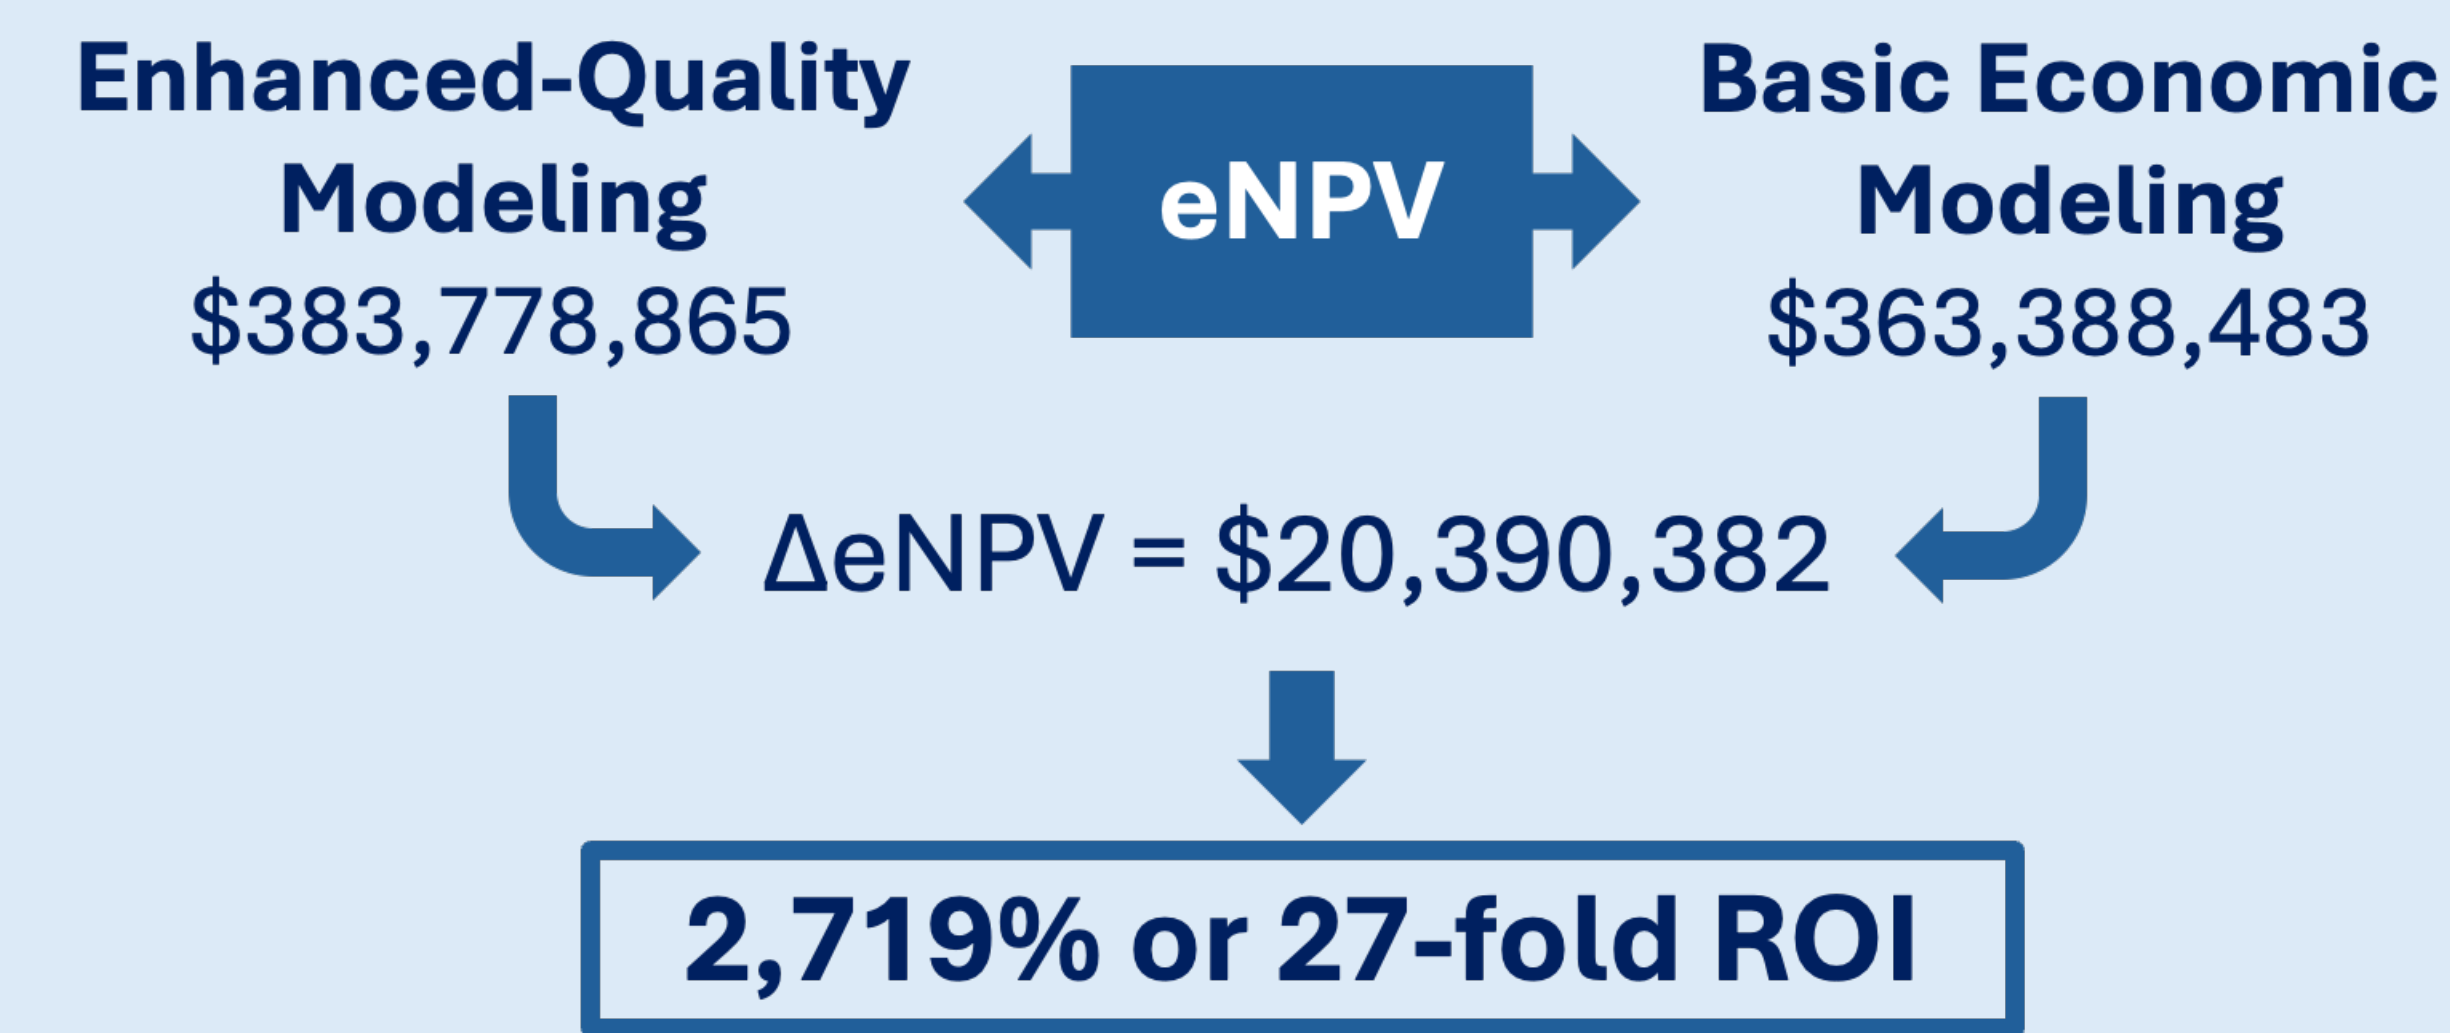 Enhanced-Quality
Modeling
$383,778,865
eNPV
Basic Economic
Modeling
$363,388,483
ΔeNPV = $20,390,382
2,719% or 27-fold ROI